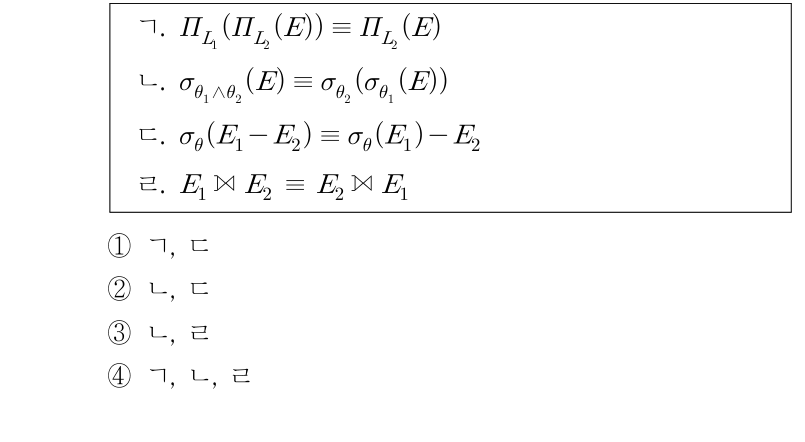 ㄱ. Π_{L_1}(Π_{L_2}(E)) ≡ Π_{L_2}(E)
ㄴ. σ_{θ_1∧θ_2}(E) ≡ σ_{θ_2}(σ_{θ_1}(E))
ㄷ. σ_θ(E_1 − E_2) ≡ σ_θ(E_1) − E_2
ㄹ. E_1 ⋈ E_2 ≡ E_2 ⋈ E_1
① ㄱ, ㄷ
② ㄴ, ㄷ
③ ㄴ, ㄹ
④ ㄱ, ㄴ, ㄹ